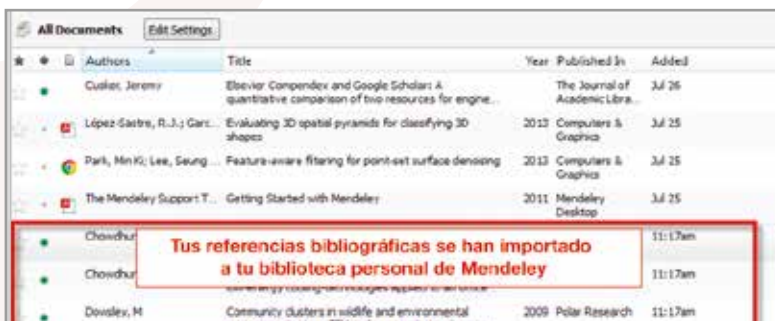 All Documents Edit Settings
Authors Title Year Published In Added
Cusker, Jeremy Elsevier Compendex and Google Scholar: A The Journal of Jul 26
quantitative comparison of two resources for engine... Academic Libra...
López-Sastre, R.J.; Garc... Evaluating 3D spatial pyramids for classifying 3D 2013 Computers & Jul 25
shapes Graphics
Park, Min Ki; Lee, Seung ... Feature-aware filtering for point-set surface denoising 2013 Computers & Jul 25
Graphics
The Mendeley Support T... Getting Started with Mendeley 2011 Mendeley Jul 25
Desktop
Chowdhur 11:17am
Tus referencias bibliográficas se han importado
a tu biblioteca personal de Mendeley
Chowdhur 11:17am
Dowsley, M Community clusters in wildlife and environmental 2009 Polar Research 11:17am